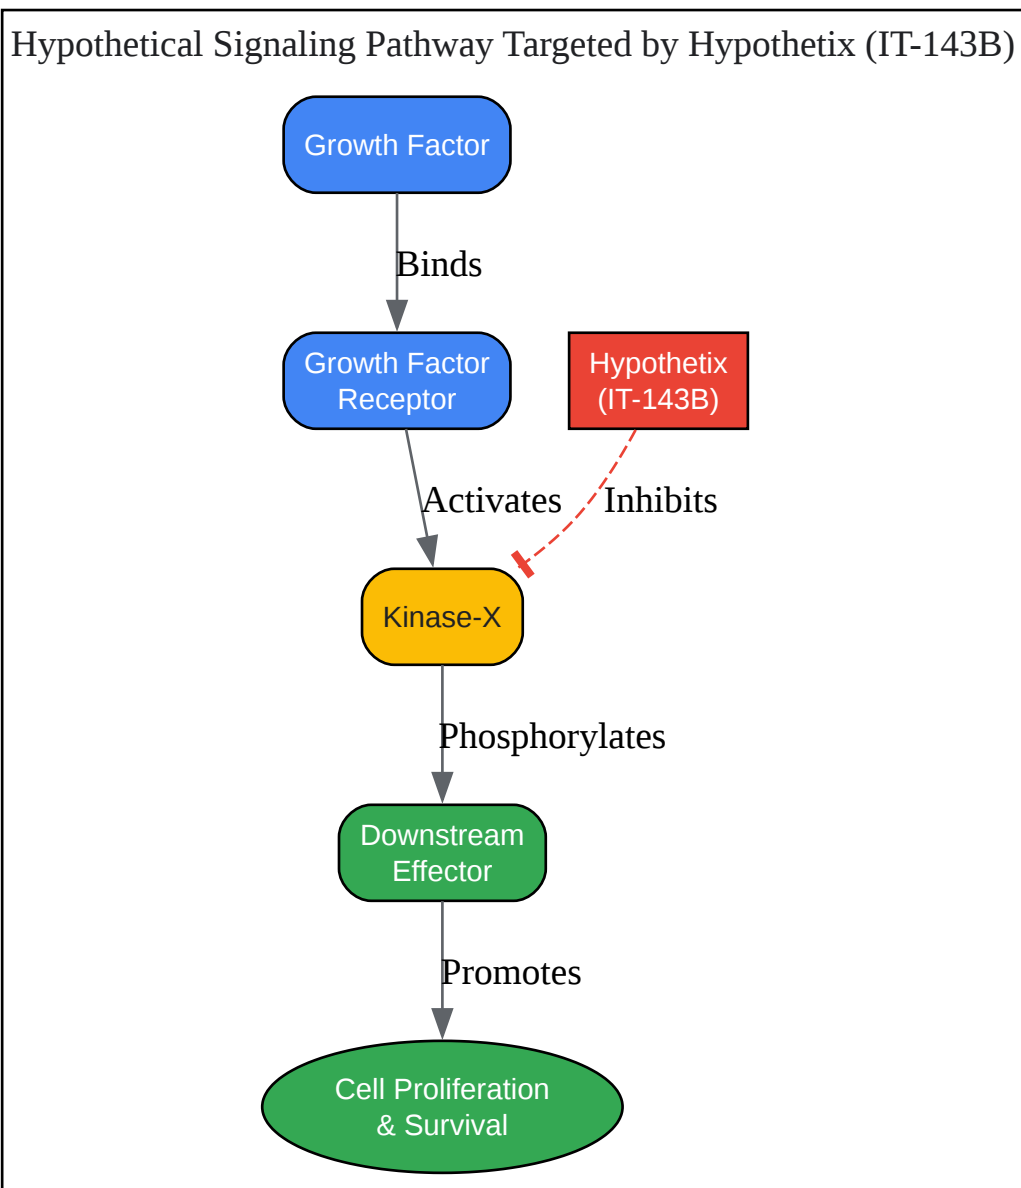 Hypothetical Signaling Pathway Targeted by Hypothetix (IT-143B)
Growth Factor
Binds
Growth Factor
Receptor
Hypothetix
(IT-143B)
Activates
Inhibits
Kinase-X
Phosphorylates
Downstream
Effector
Promotes
Cell Proliferation
& Survival